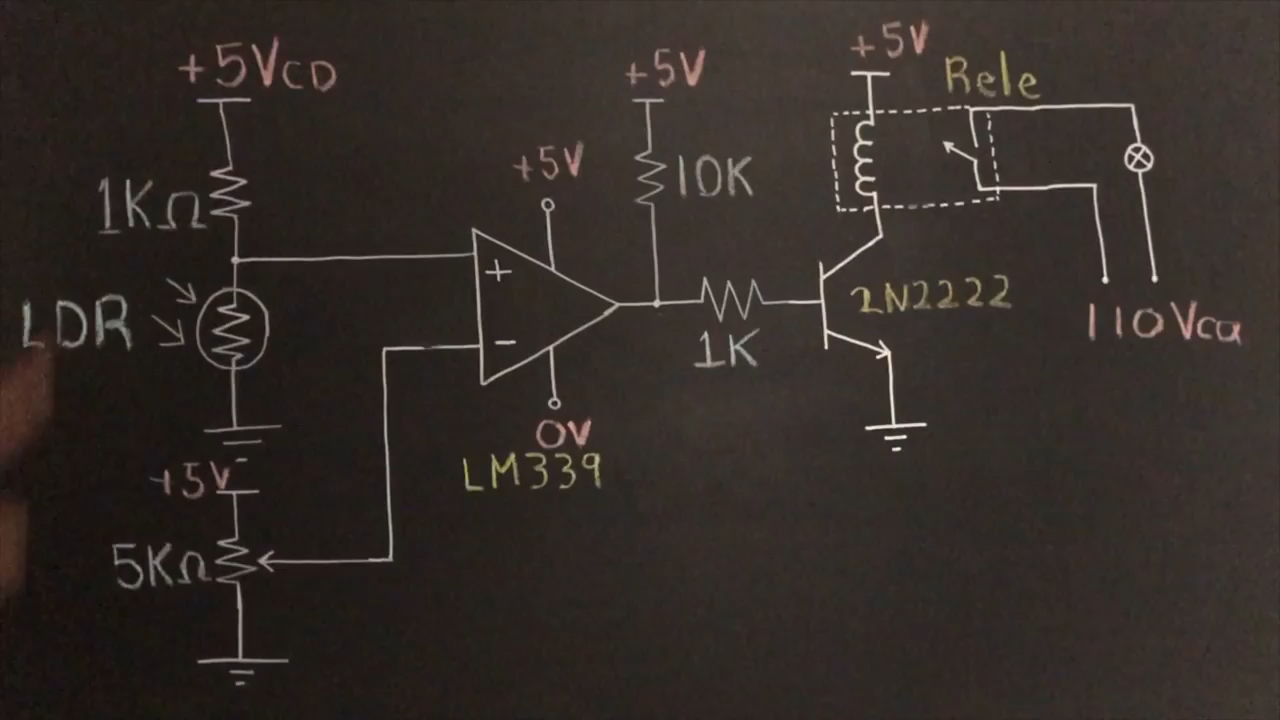 +5VCD
1KΩ
LDR
+5V
5KΩ
+5V
+
−
0V
LM339
+5V
10K
1K
+5V
Rele
2N2222
110Vca